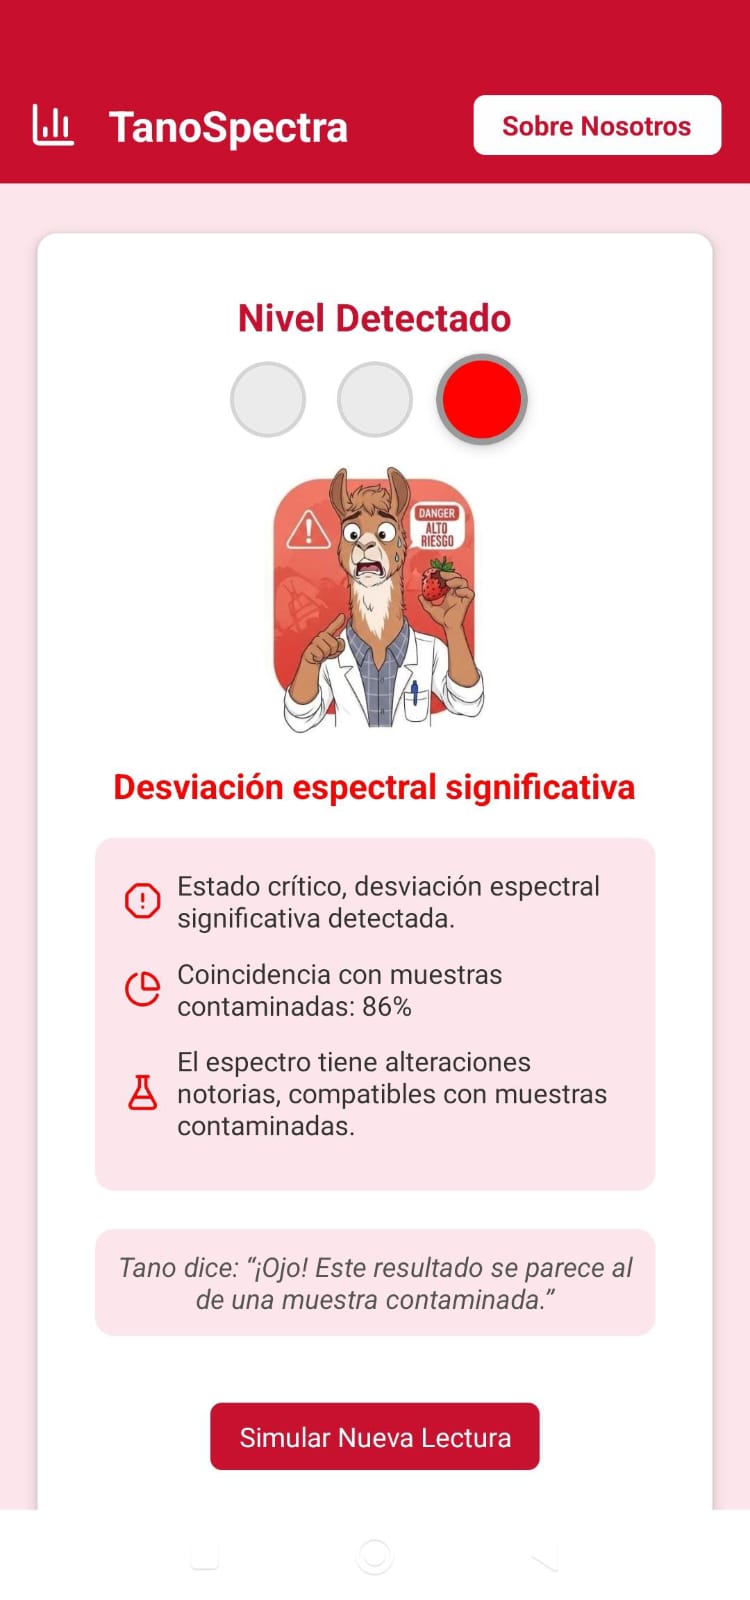 TanoSpectra
Sobre Nosotros
Nivel Detectado
DANGER
ALTO
RIESGO
Desviación espectral significativa
Estado crítico, desviación espectral
significativa detectada.
Coincidencia con muestras
contaminadas: 86%
El espectro tiene alteraciones
notorias, compatibles con muestras
contaminadas.
Tano dice: “¡Ojo! Este resultado se parece al
de una muestra contaminada.”
Simular Nueva Lectura